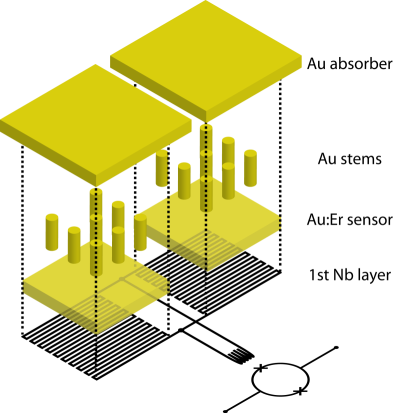 Au absorber
Au stems
Au:Er sensor
1st Nb layer